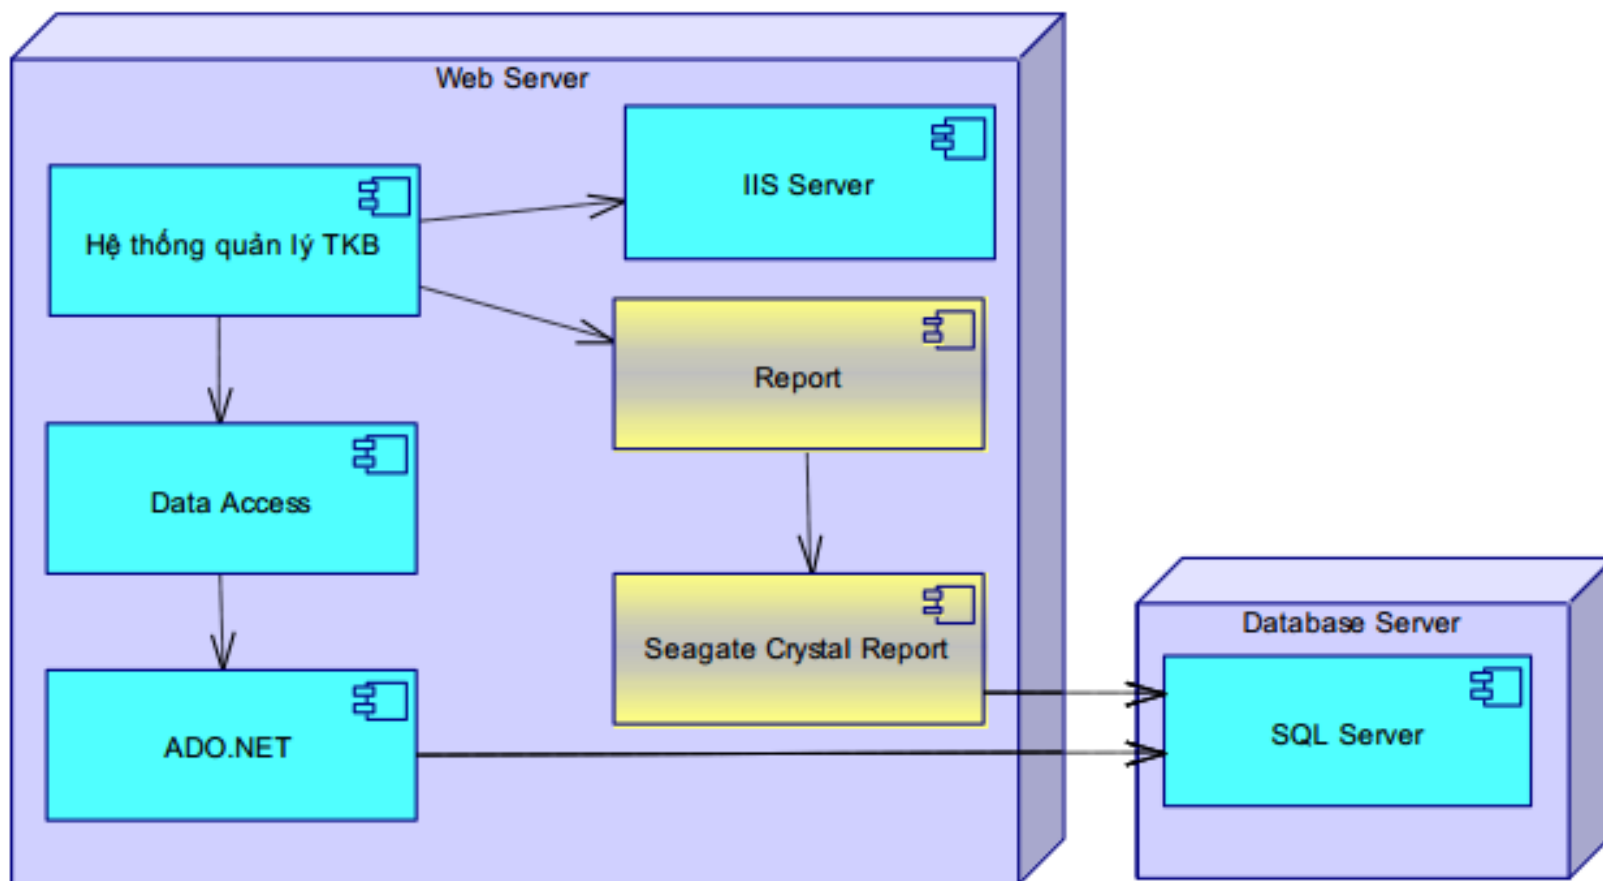 Web Server
IIS Server
Hệ thống quản lý TKB
Report
Data Access
Seagate Crystal Report
ADO.NET
Database Server
SQL Server